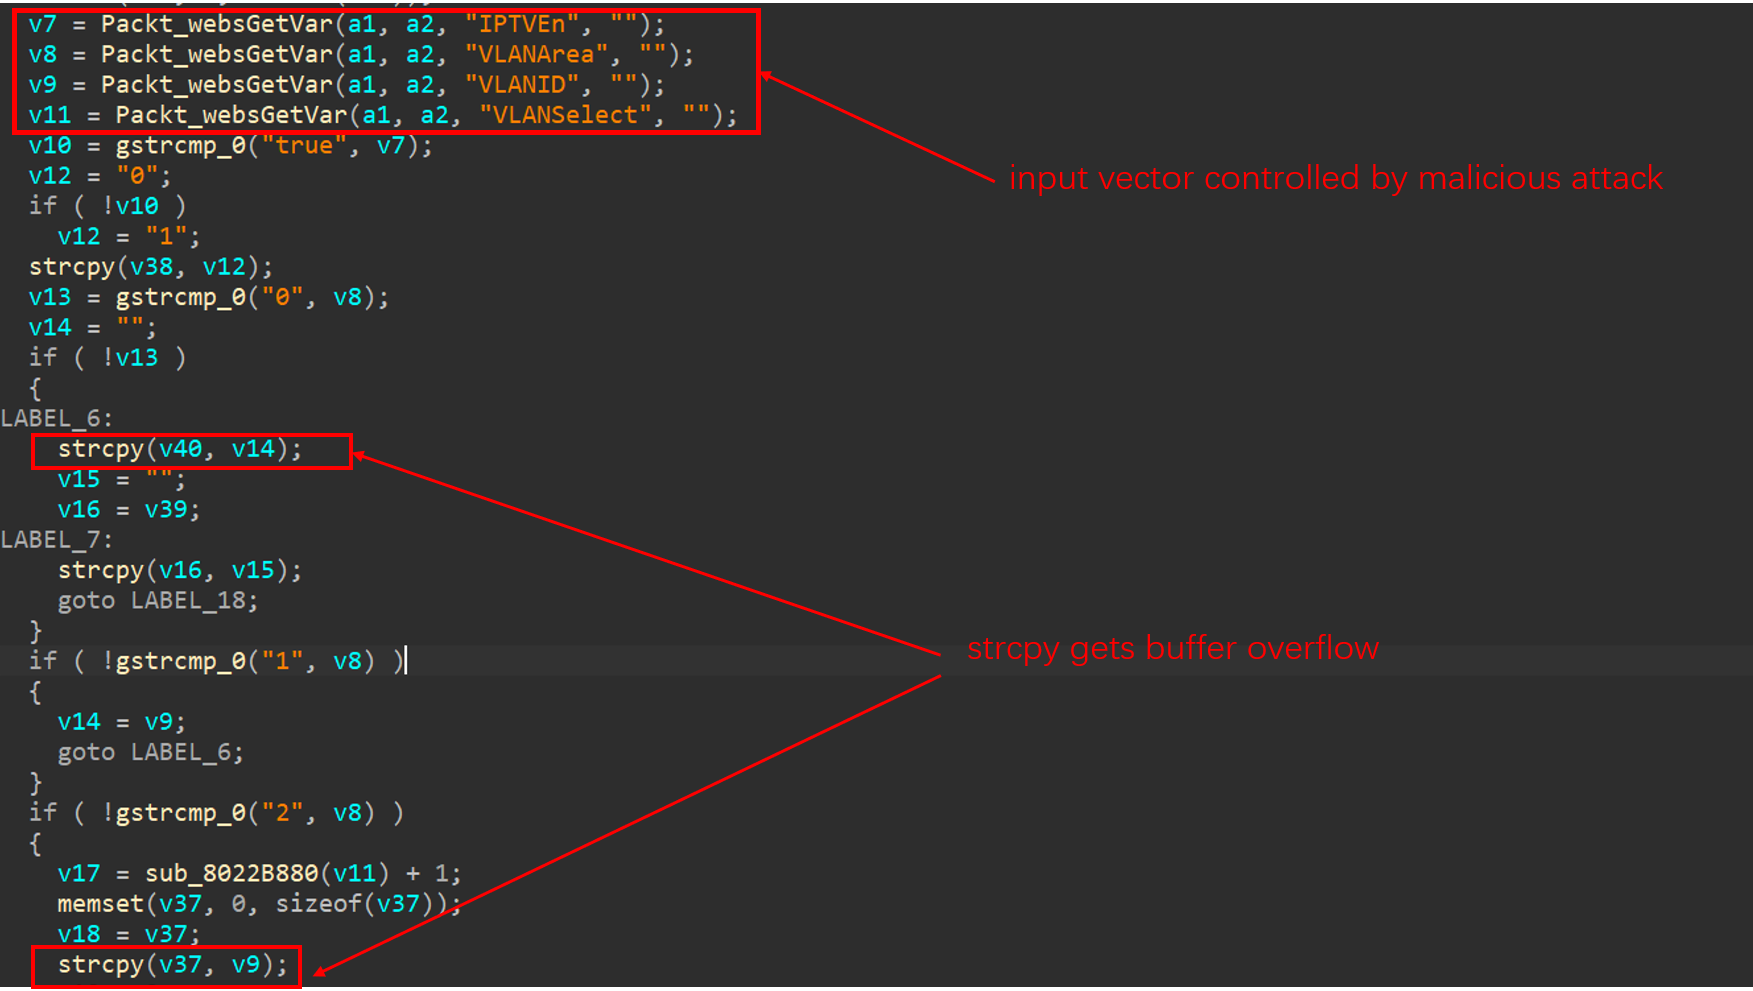 v7 = Packt_websGetVar(a1, a2, "IPTVEn", "");
v8 = Packt_websGetVar(a1, a2, "VLANArea", "");
v9 = Packt_websGetVar(a1, a2, "VLANID", "");
v11 = Packt_websGetVar(a1, a2, "VLANSelect", "");
v10 = gstrcmp_0("true", v7);
input vector controlled by malicious attack
v12 = "0";
if ( !v10 )
v12 = "1";
strcpy(v38, v12);
v13 = gstrcmp_0("0", v8);
v14 = "";
if ( !v13 )
{
LABEL_6:
strcpy(v40, v14);
v15 = "";
v16 = v39;
LABEL_7:
strcpy(v16, v15);
goto LABEL_18;
}
strcpy gets buffer overflow
if ( !gstrcmp_0("1", v8) )
{
v14 = v9;
goto LABEL_6;
}
if ( !gstrcmp_0("2", v8) )
{
v17 = sub_8022B880(v11) + 1;
memset(v37, 0, sizeof(v37));
v18 = v37;
strcpy(v37, v9);